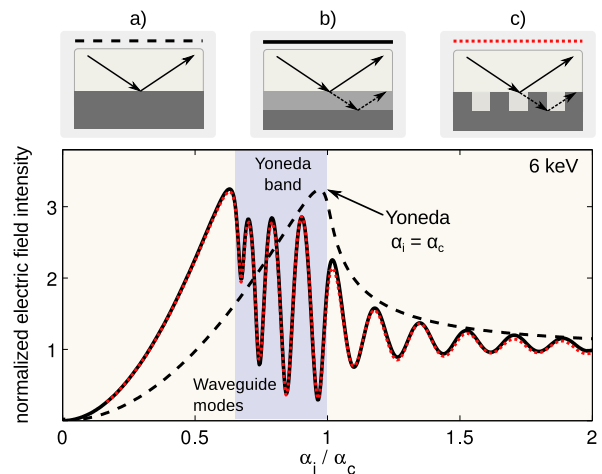 a) b) c)
6 keV
Yoneda
band
Yoneda
αi = αc
Waveguide
modes
normalized electric field intensity
3
2
1
0 0.5 1 1.5 2
αi / αc